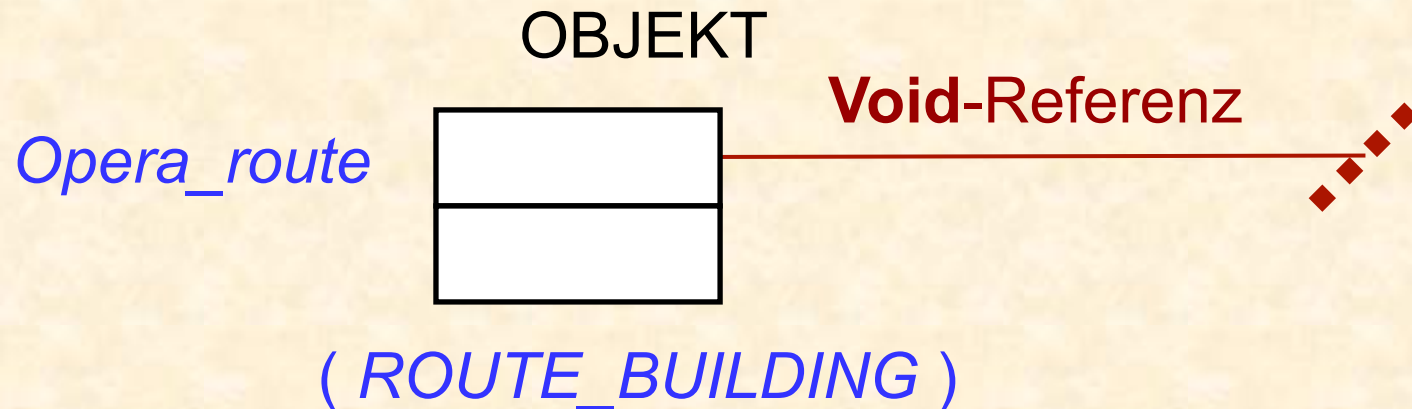 OBJEKT
Void-Referenz
Opera_route
( ROUTE_BUILDING )